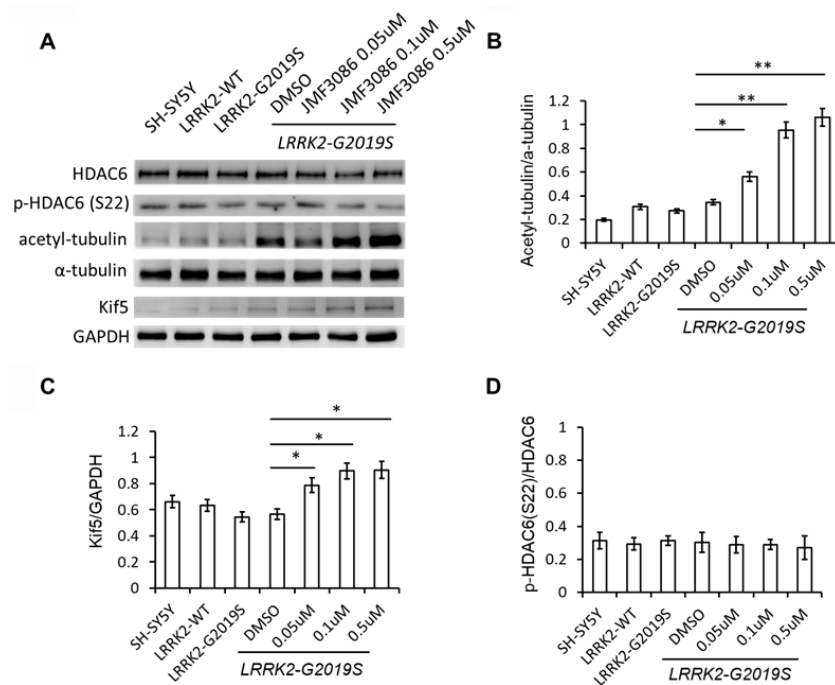 A
SH-SY5Y
LRRK2-WT
LRRK2-G2019S
DMSO
JMF3086 0.05uM
JMF3086 0.1uM
JMF3086 0.5uM
LRRK2-G2019S
HDAC6
p-HDAC6 (S22)
acetyl-tubulin
α-tubulin
Kif5
GAPDH
B
Acetyl-tubulin/a-tubulin
1.2
1
0.8
0.6
0.4
0.2
0
*
**
**
SH-SY5Y
LRRK2-WT
LRRK2-G2019S
DMSO
0.05uM
0.1uM
0.5uM
LRRK2-G2019S
C
Kif5/GAPDH
1.2
1
0.8
0.6
0.4
0.2
0
*
*
*
SH-SY5Y
LRRK2-WT
LRRK2-G2019S
DMSO
0.05uM
0.1uM
0.5uM
LRRK2-G2019S
D
p-HDAC6(S22)/HDAC6
1
0.8
0.6
0.4
0.2
0
SH-SY5Y
LRRK2-WT
LRRK2-G2019S
DMSO
0.05uM
0.1uM
0.5uM
LRRK2-G2019S